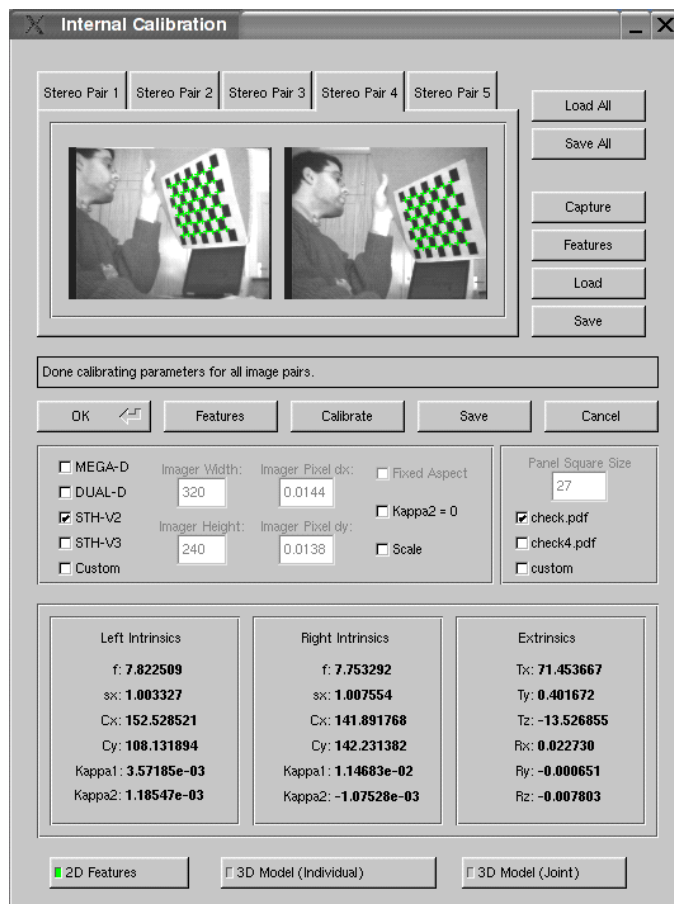 Internal Calibration
Stereo Pair 1 Stereo Pair 2 Stereo Pair 3 Stereo Pair 4 Stereo Pair 5
Load All
Save All
Capture
Features
Load
Save
Done calibrating parameters for all image pairs.
OK Features Calibrate Save Cancel
MEGA-D
DUAL-D
STH-V2
STH-V3
Custom
Imager Width:
320
Imager Height:
240
Imager Pixel dx:
0.0144
Imager Pixel dy:
0.0138
Fixed Aspect
Kappa2 = 0
Scale
Panel Square Size
27
check.pdf
check4.pdf
custom
Left Intrinsics
f: 7.822509
sx: 1.003327
Cx: 152.528521
Cy: 108.131894
Kappa1: 3.57185e-03
Kappa2: 1.18547e-03
Right Intrinsics
f: 7.753292
sx: 1.007554
Cx: 141.891768
Cy: 142.231382
Kappa1: 1.14683e-02
Kappa2: -1.07528e-03
Extrinsics
Tx: 71.453667
Ty: 0.401672
Tz: -13.526855
Rx: 0.022730
Ry: -0.000651
Rz: -0.007803
2D Features 3D Model (Individual) 3D Model (Joint)